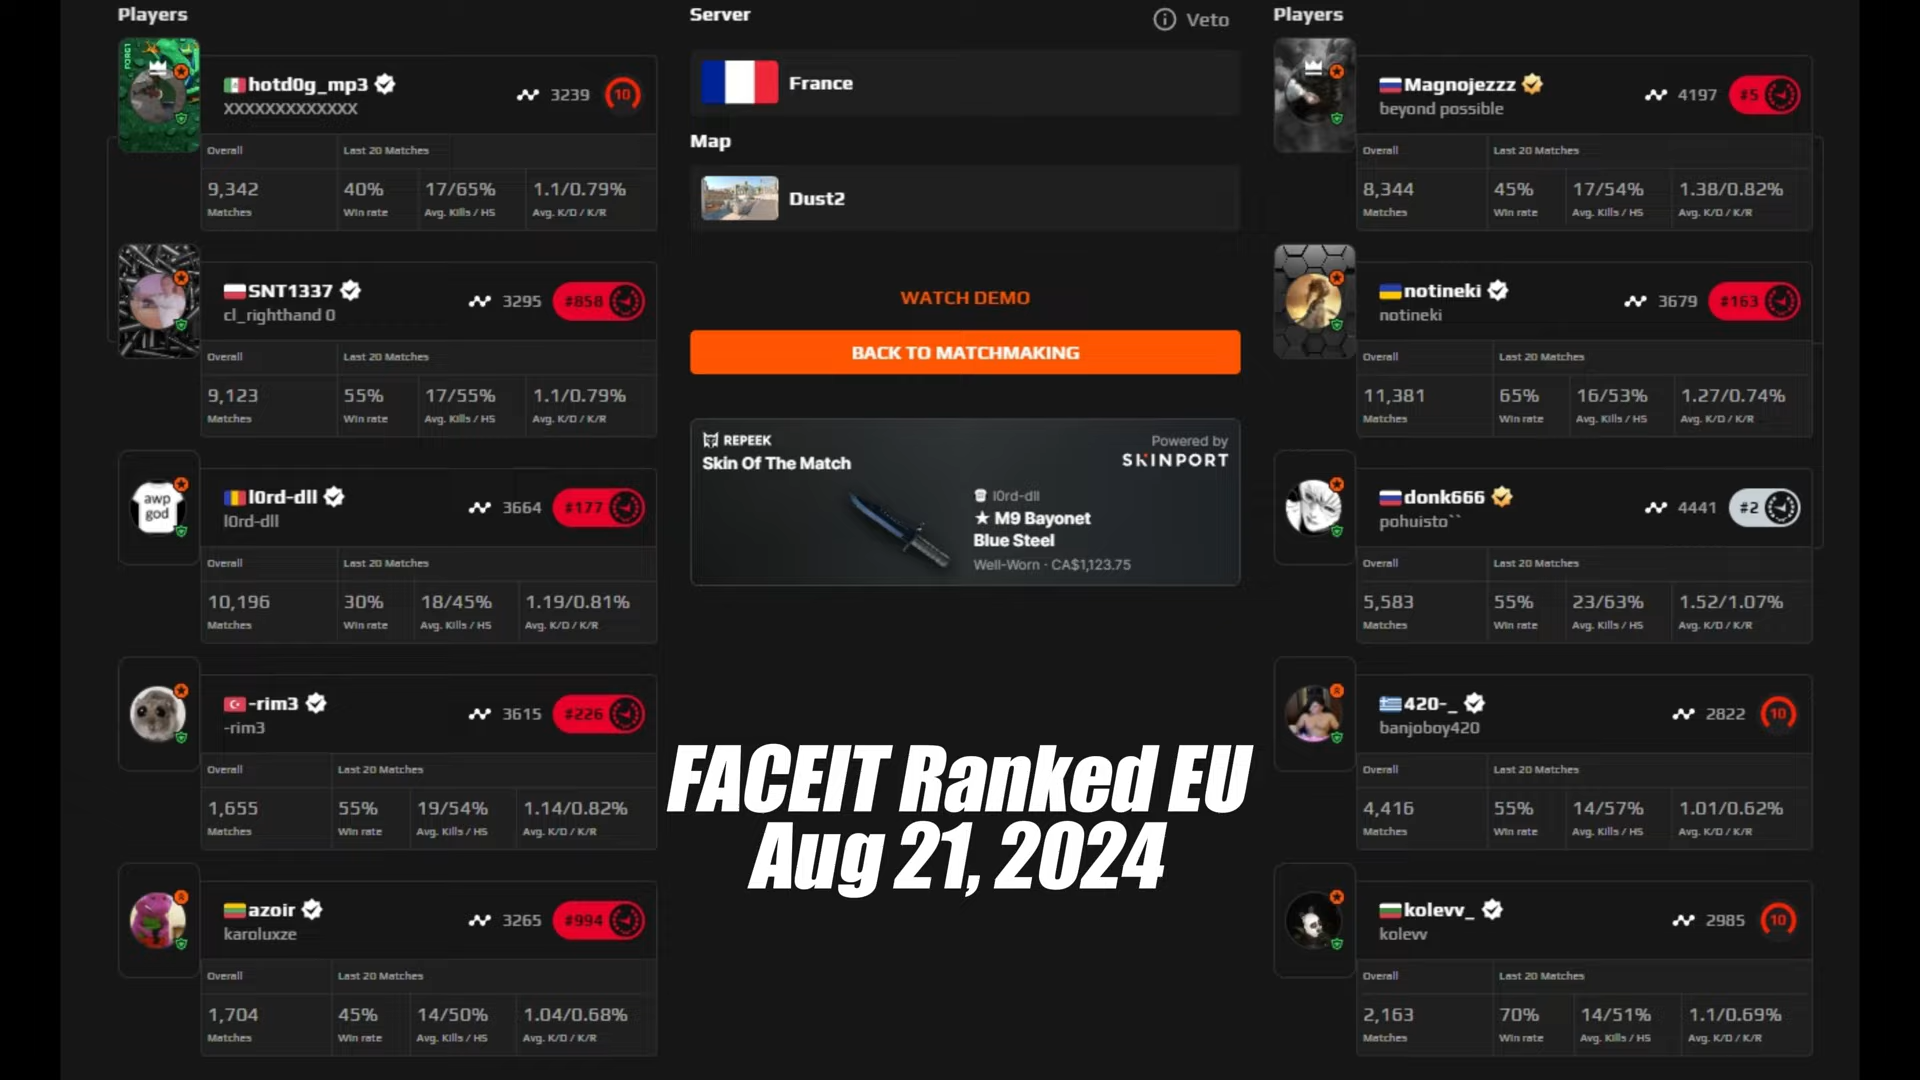 Players
hotd0g_mp3
XXXXXXXXXXXXX
3239
10
Overall
Last 20 Matches
9,342
40%
17/65%
1.1/0.79%
Matches
Win rate
Avg. Kills / HS
Avg. K/D / K/R
SNT1337
cl_righthand 0
3295
#858
Overall
Last 20 Matches
9,123
55%
17/55%
1.1/0.79%
Matches
Win rate
Avg. Kills / HS
Avg. K/D / K/R
awp
god
l0rd-dll
l0rd-dll
3664
#177
Overall
Last 20 Matches
10,196
30%
18/45%
1.19/0.81%
Matches
Win rate
Avg. Kills / HS
Avg. K/D / K/R
-rim3
-rim3
3615
#226
Overall
Last 20 Matches
1,655
55%
19/54%
1.14/0.82%
Matches
Win rate
Avg. Kills / HS
Avg. K/D / K/R
azoir
karoluxze
3265
#994
Overall
Last 20 Matches
1,704
45%
14/50%
1.04/0.68%
Matches
Win rate
Avg. Kills / HS
Avg. K/D / K/R
Server
Veto
France
Map
Dust2
WATCH DEMO
BACK TO MATCHMAKING
REPEEK
Skin Of The Match
Powered by
SKINPORT
l0rd-dll
★ M9 Bayonet
Blue Steel
Well-Worn · CA$1,123.75
FACEIT Ranked EU
Aug 21, 2024
Players
Magnojezzz
beyond possible
4197
#5
Overall
Last 20 Matches
8,344
45%
17/54%
1.38/0.82%
Matches
Win rate
Avg. Kills / HS
Avg. K/D / K/R
notineki
notineki
3679
#163
Overall
Last 20 Matches
11,381
65%
16/53%
1.27/0.74%
Matches
Win rate
Avg. Kills / HS
Avg. K/D / K/R
donk666
pohuisto``
4441
#2
Overall
Last 20 Matches
5,583
55%
23/63%
1.52/1.07%
Matches
Win rate
Avg. Kills / HS
Avg. K/D / K/R
420-_
banjoboy420
2822
10
Overall
Last 20 Matches
4,416
55%
14/57%
1.01/0.62%
Matches
Win rate
Avg. Kills / HS
Avg. K/D / K/R
kolevv_
kolevv
2985
10
Overall
Last 20 Matches
2,163
70%
14/51%
1.1/0.69%
Matches
Win rate
Avg. Kills / HS
Avg. K/D / K/R